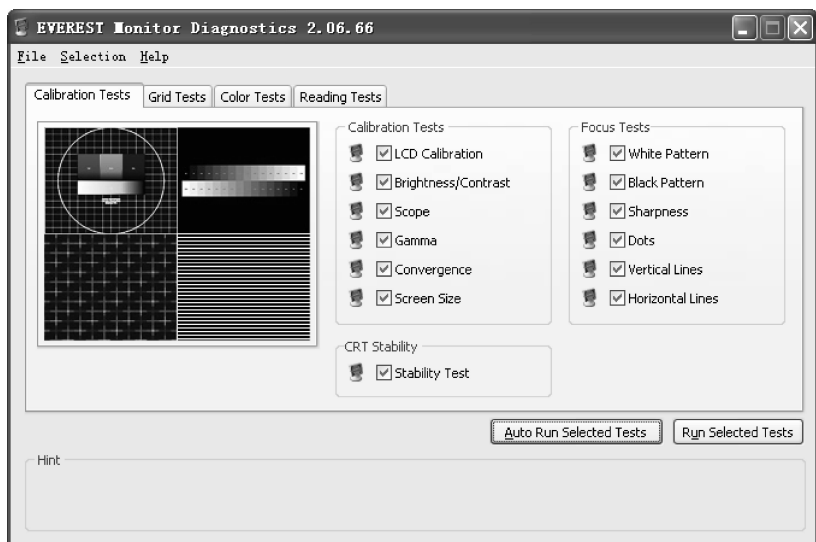 EVEREST Monitor Diagnostics 2.06.66
File Selection Help
Calibration Tests Grid Tests Color Tests Reading Tests
Calibration Tests
LCD Calibration
Brightness/Contrast
Scope
Gamma
Convergence
Screen Size
Focus Tests
White Pattern
Black Pattern
Sharpness
Dots
Vertical Lines
Horizontal Lines
CRT Stability
Stability Test
Auto Run Selected Tests Run Selected Tests
Hint